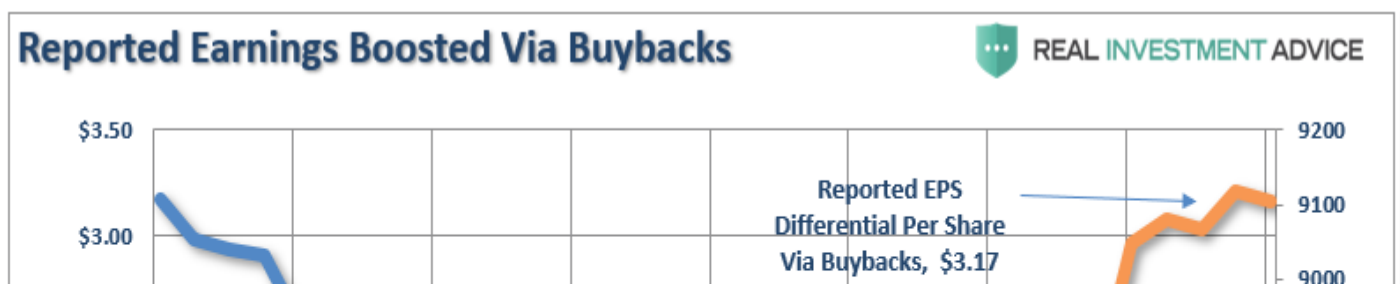 Reported Earnings Boosted Via Buybacks
REAL INVESTMENT ADVICE
$3.50
9200
Reported EPS
Differential Per Share
Via Buybacks, $3.17
9100
$3.00
9000